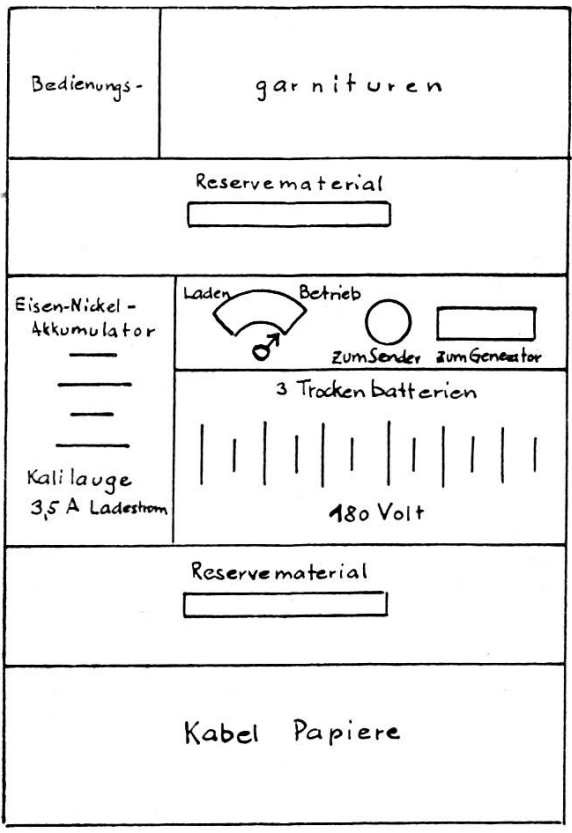 Bedienungs- garnituren
Reservematerial
Eisen-Nickel-
Akkumulator
Kalilauge
3,5 A Ladestrom
Laden Betrieb
zum Sender zum Generator
3 Trockenbatterien
180 Volt
Reservematerial
Kabel Papiere